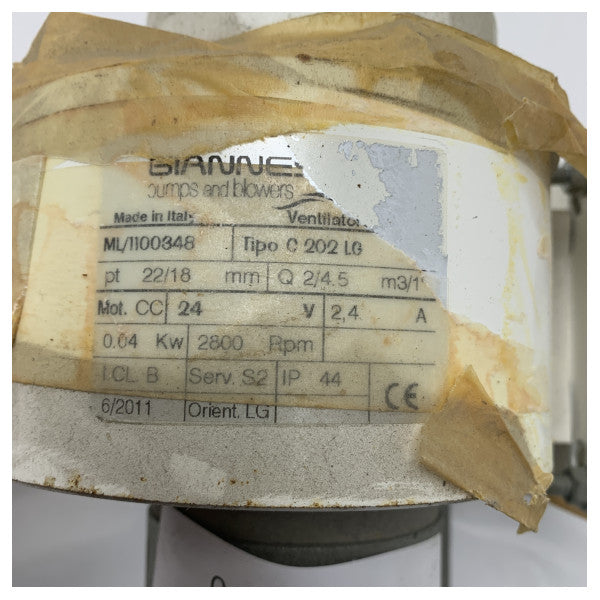 GIANNES
pumps and blowers
Made in Italy Ventilator
ML/1100348 Tipo C 202 LG
pt 22/18 mm Q 2/4.5 m3/1'
Mot. CC 24 V 2,4 A
0.04 Kw 2800 Rpm
I.CL. B Serv. S2 IP 44 CE
6/2011 Orient. LG